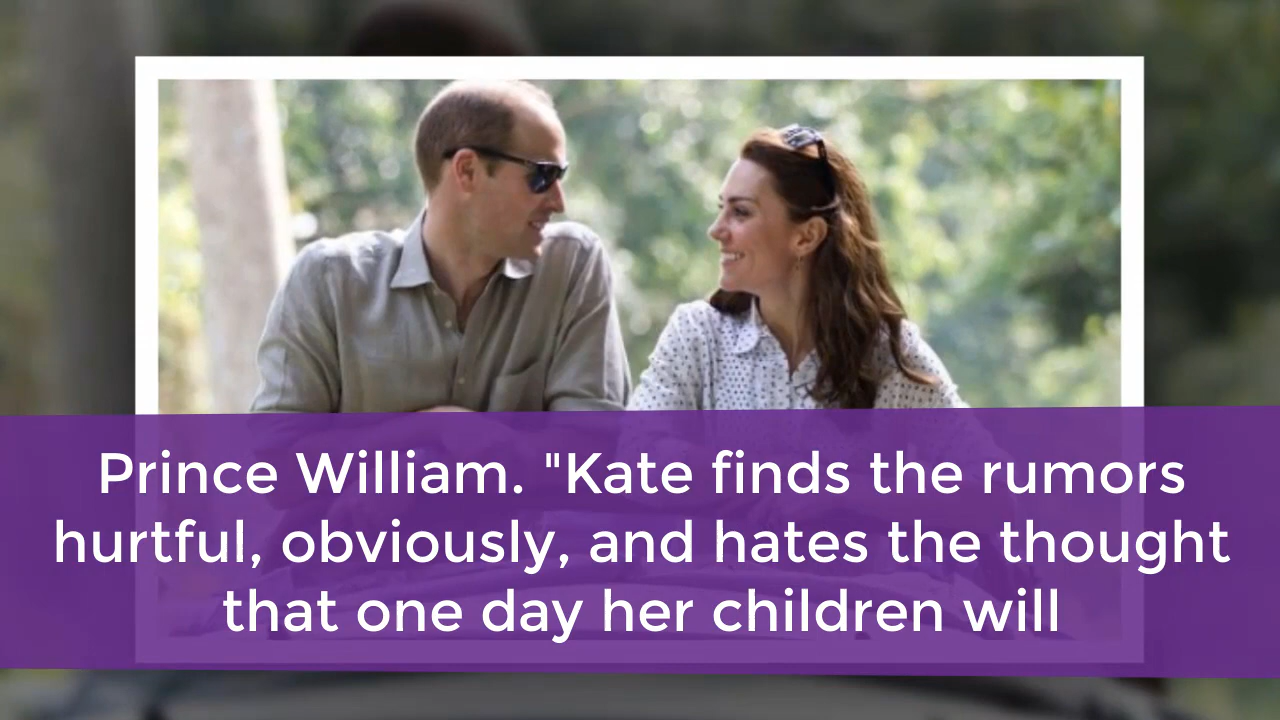 Prince William. "Kate finds the rumors
hurtful, obviously, and hates the thought
that one day her children will